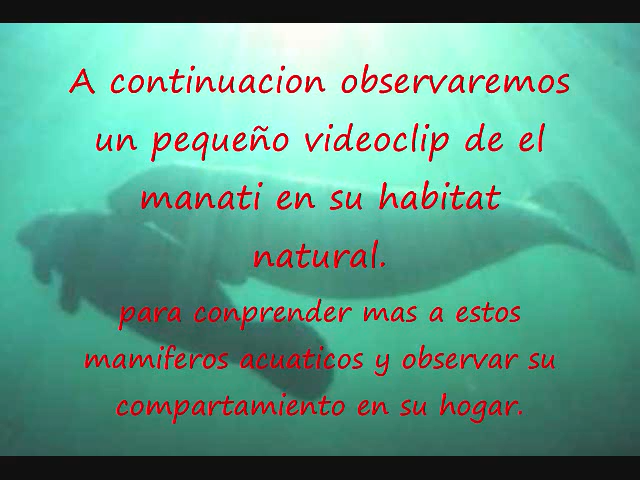 A continuacion observaremos
un pequeño videoclip de el
manati en su habitat
natural.
para conprender mas a estos
mamiferos acuaticos y observar su
compartamiento en su hogar.